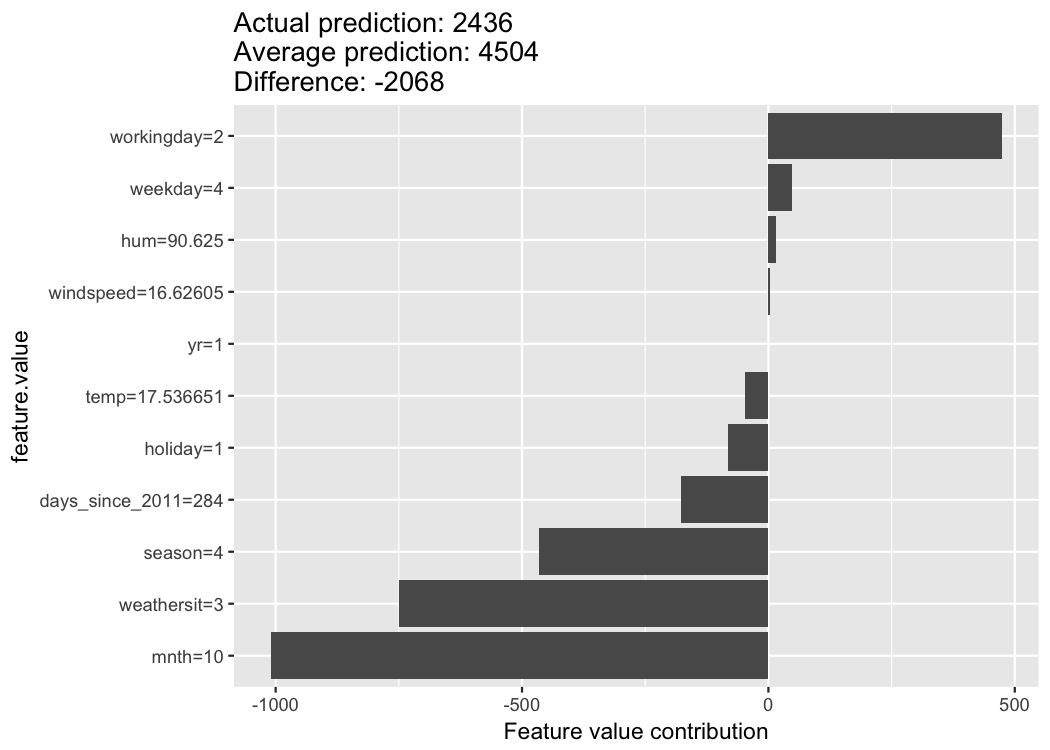 Actual prediction: 2436
Average prediction: 4504
Difference: -2068
workingday=2
weekday=4
hum=90.625
windspeed=16.62605
yr=1
temp=17.536651
holiday=1
days_since_2011=284
season=4
weathersit=3
mnth=10
feature.value
-1000
-500
0
500
Feature value contribution